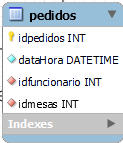 pedidos
idpedidos INT
dataHora DATETIME
idfuncionario INT
idmesas INT
Indexes